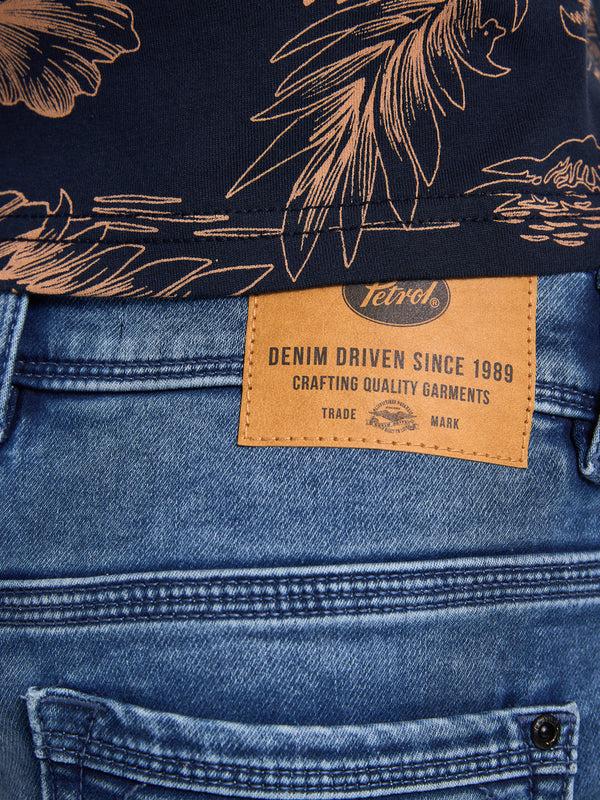 Petrol®
DENIM DRIVEN SINCE 1989
CRAFTING QUALITY GARMENTS
TRADE MARK